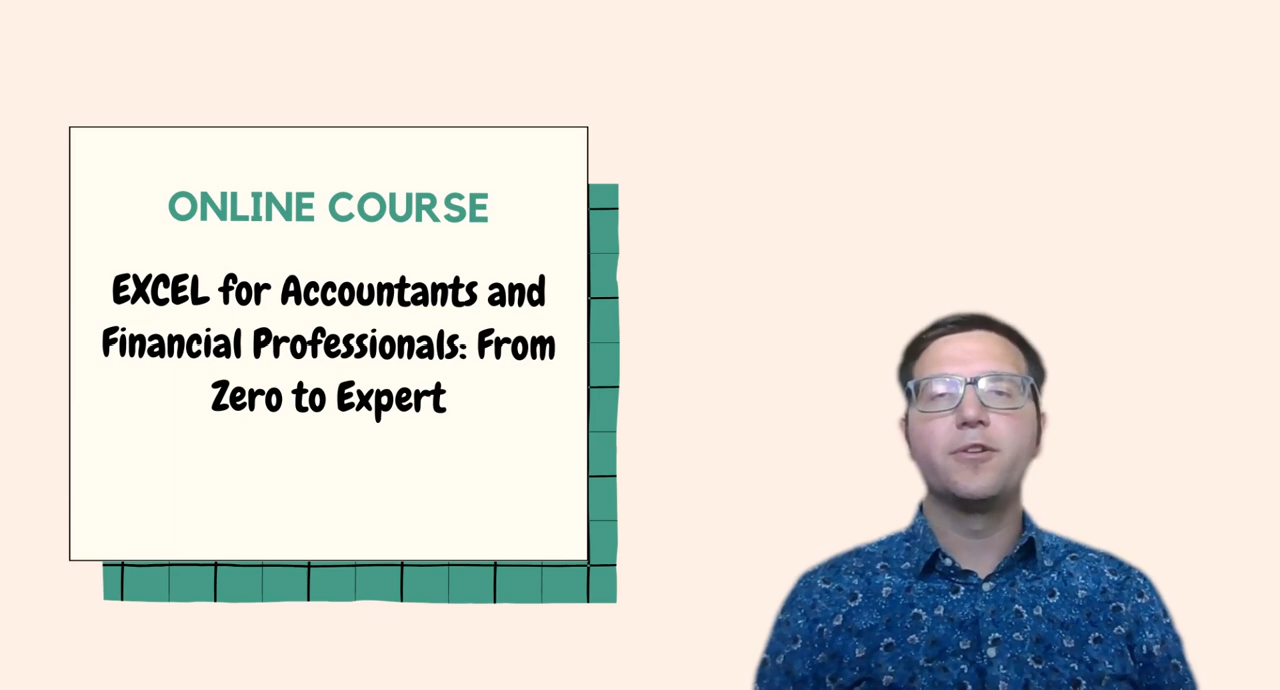 ONLINE COURSE
EXCEL for Accountants and
Financial Professionals: From
Zero to Expert